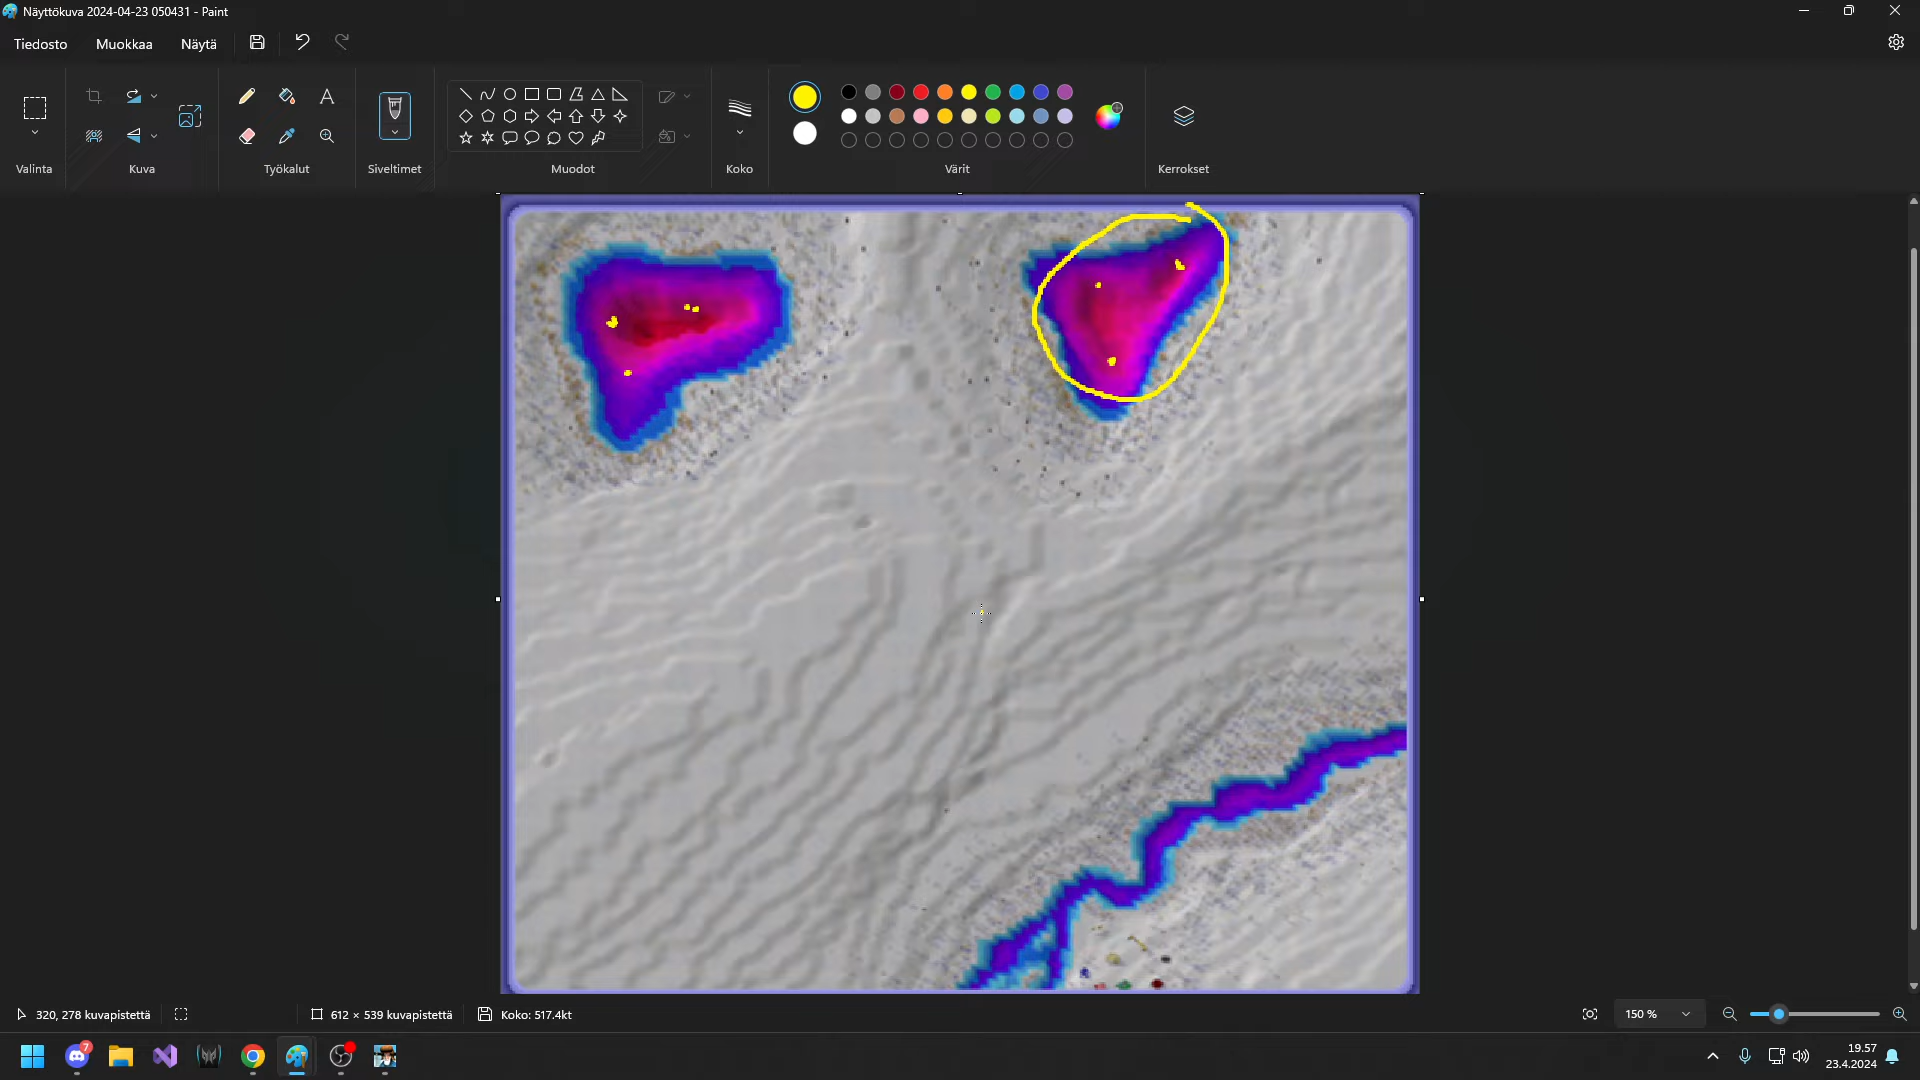 Näyttökuva 2024-04-23 050431 - Paint
Tiedosto Muokkaa Näytä
A
Valinta Kuva Työkalut Siveltimet Muodot Koko Värit Kerrokset
320, 278 kuvapistettä 612 × 539 kuvapistettä Koko: 517.4kt 150 %
7
19.57
23.4.2024